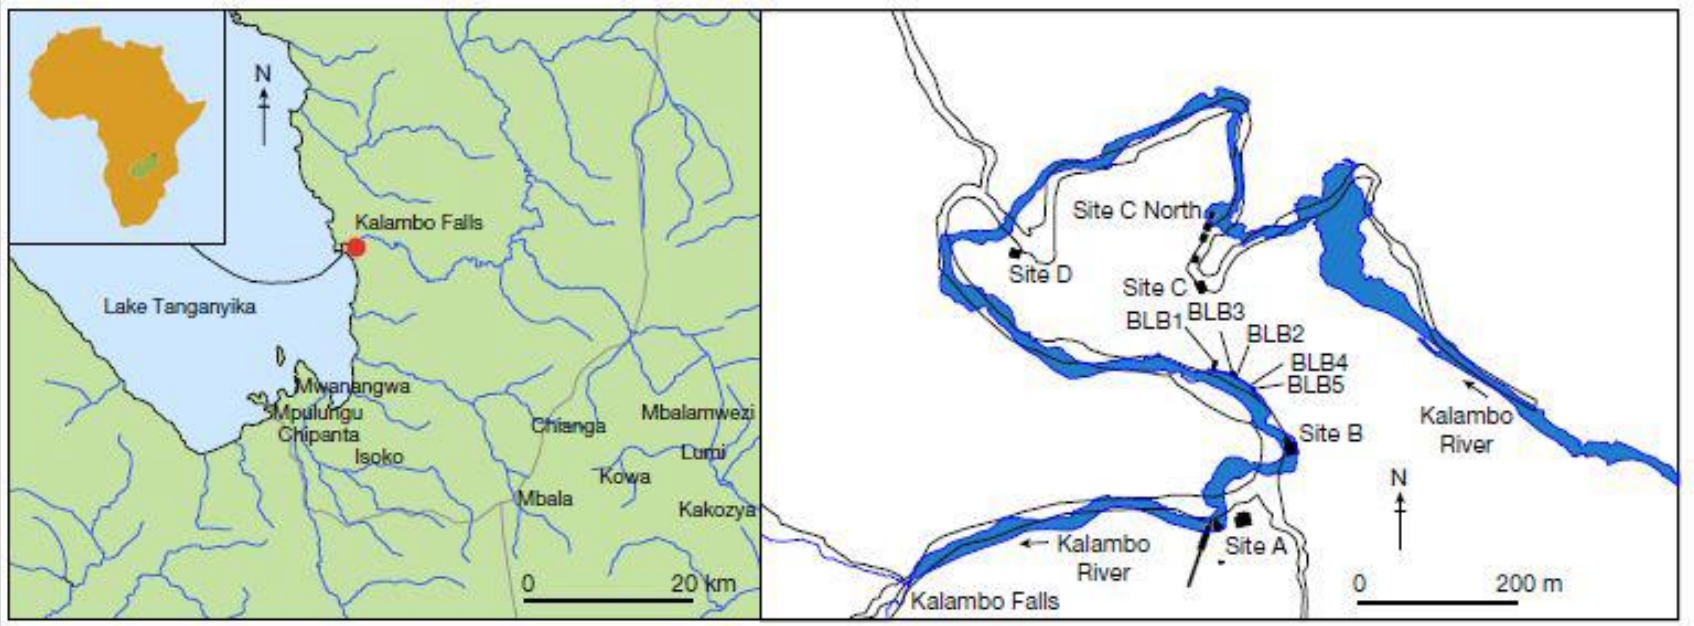 N
Kalambo Falls
Lake Tanganyika
Mwanangwa
Mpulungu
Chipanta
Isoko
Chianga
Mbalamwezi
Lumi
Kowa
Mbala
Kakozya
0 20 km
Site C North
Site D
Site C
BLB1
BLB3
BLB2
BLB4
BLB5
Kalambo
River
Site B
N
Site A
Kalambo
River
Kalambo Falls
0 200 m